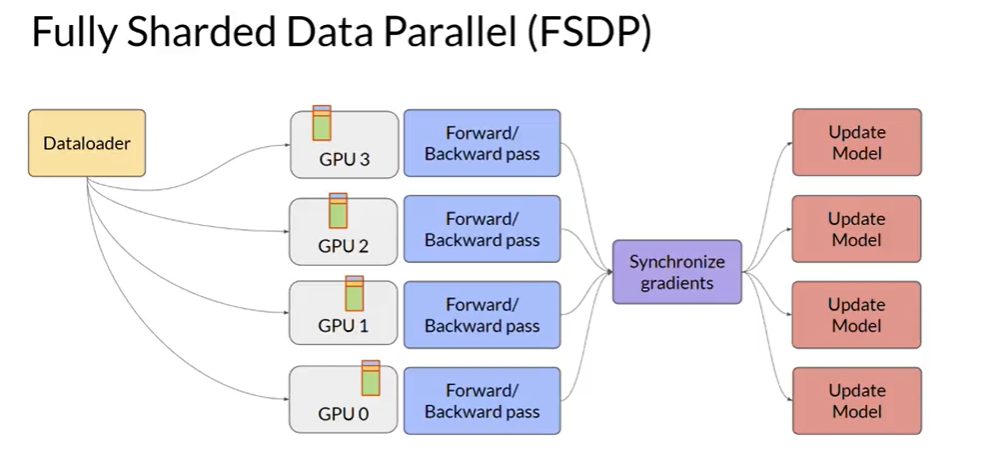 Fully Sharded Data Parallel (FSDP)
Dataloader
GPU 3
Forward/
Backward pass
Update
Model
GPU 2
Forward/
Backward pass
Update
Model
Synchronize
gradients
GPU 1
Forward/
Backward pass
Update
Model
GPU 0
Forward/
Backward pass
Update
Model